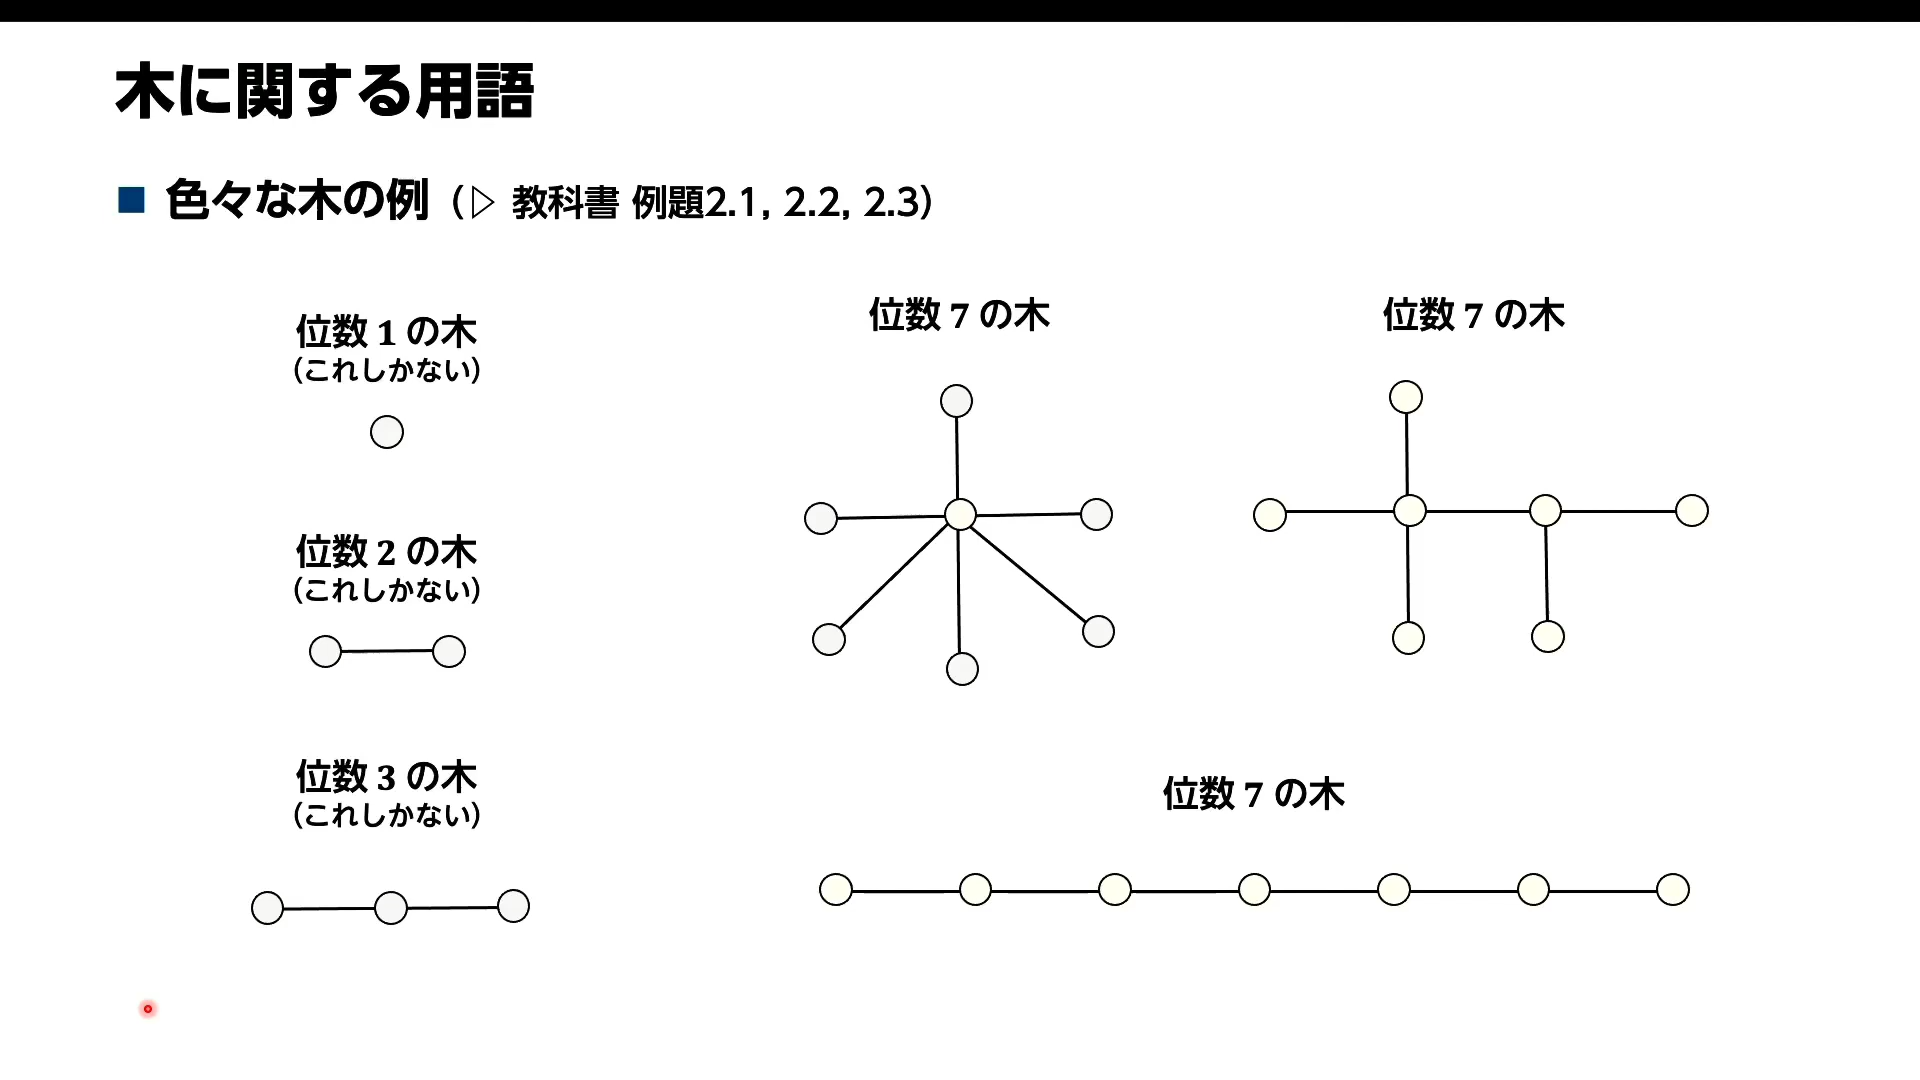 木に関する用語
色々な木の例（▷ 教科書 例題2.1, 2.2, 2.3）
位数 1 の木
（これしかない）
位数 2 の木
（これしかない）
位数 3 の木
（これしかない）
位数 7 の木
位数 7 の木
位数 7 の木